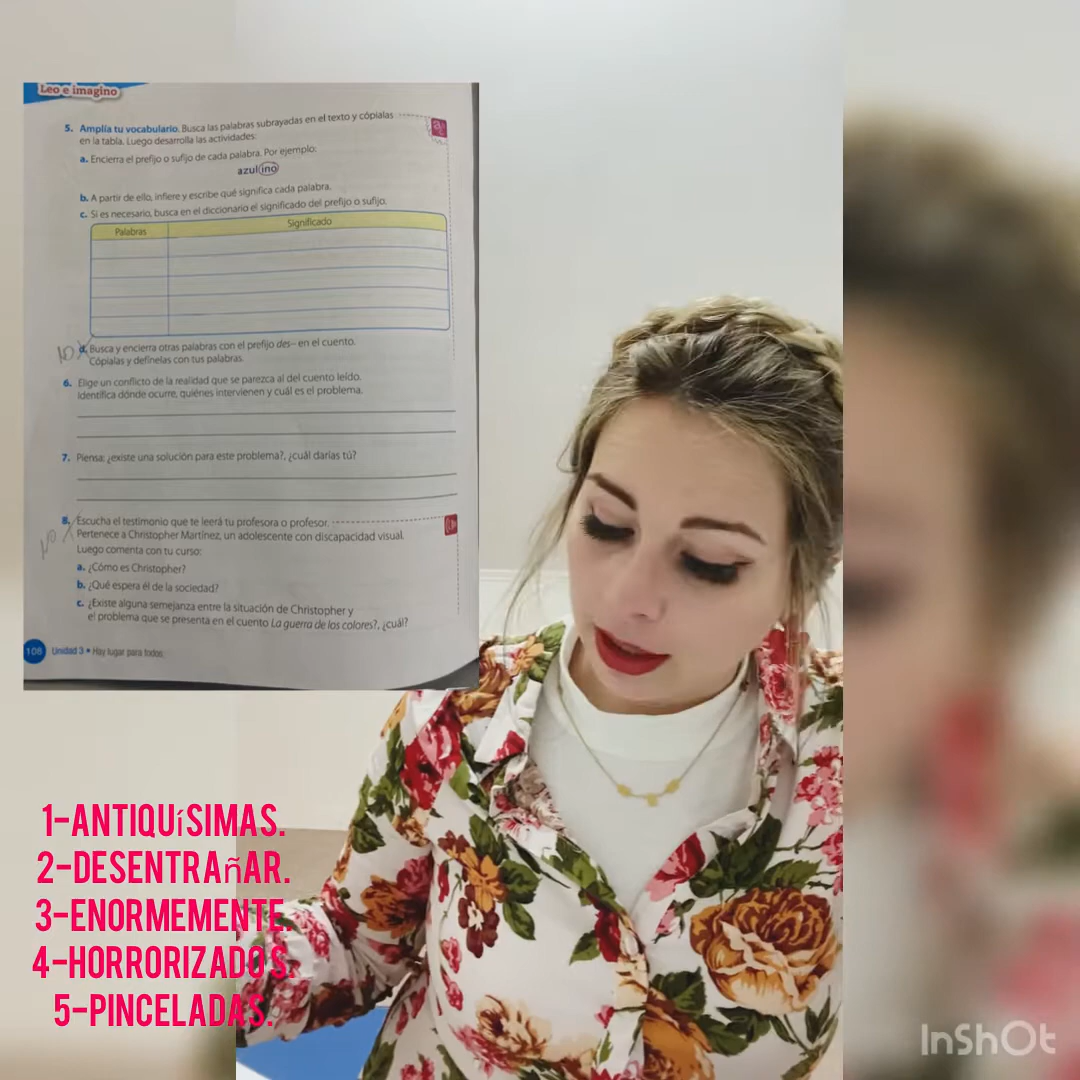 Leo e imagino
5. Amplía tu vocabulario. Busca las palabras subrayadas en el texto y cópialas
en la tabla. Luego desarrolla las actividades:
a. Encierra el prefijo o sufijo de cada palabra. Por ejemplo:
azulino
b. A partir de ello, infiere y escribe qué significa cada palabra.
c. Si es necesario, busca en el diccionario el significado del prefijo o sufijo.
Palabras Significado
d. Busca y encierra otras palabras con el prefijo des- en el cuento.
Cópialas y defínelas con tus palabras.
6. Elige un conflicto de la realidad que se parezca al del cuento leído.
Identifica dónde ocurre, quiénes intervienen y cuál es el problema.
7. Piensa: ¿existe una solución para este problema?, ¿cuál darías tú?
8. Escucha el testimonio que te leerá tu profesora o profesor.
Pertenece a Christopher Martínez, un adolescente con discapacidad visual.
Luego comenta con tu curso:
a. ¿Cómo es Christopher?
b. ¿Qué espera él de la sociedad?
c. ¿Existe alguna semejanza entre la situación de Christopher y
el problema que se presenta en el cuento La guerra de los colores?, ¿cuál?
108 Unidad 3 • Hay lugar para todos
1-ANTIQUíSIMAS.
2-DESENTRAñAR.
3-ENORMEMENTE.
4-HORRORIZADOS.
5-PINCELADAS.
InShOt